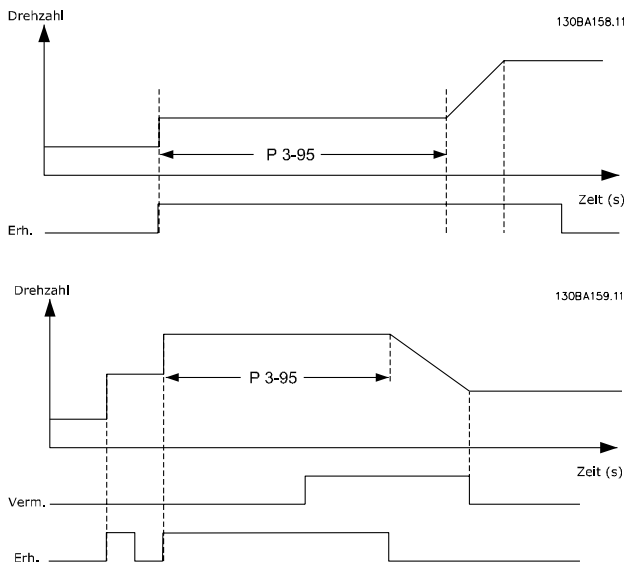 Drehzahl
130BA158.11
P 3-95
Zeit (s)
Erh.
Drehzahl
130BA159.11
P 3-95
Zeit (s)
Verm.
Erh.